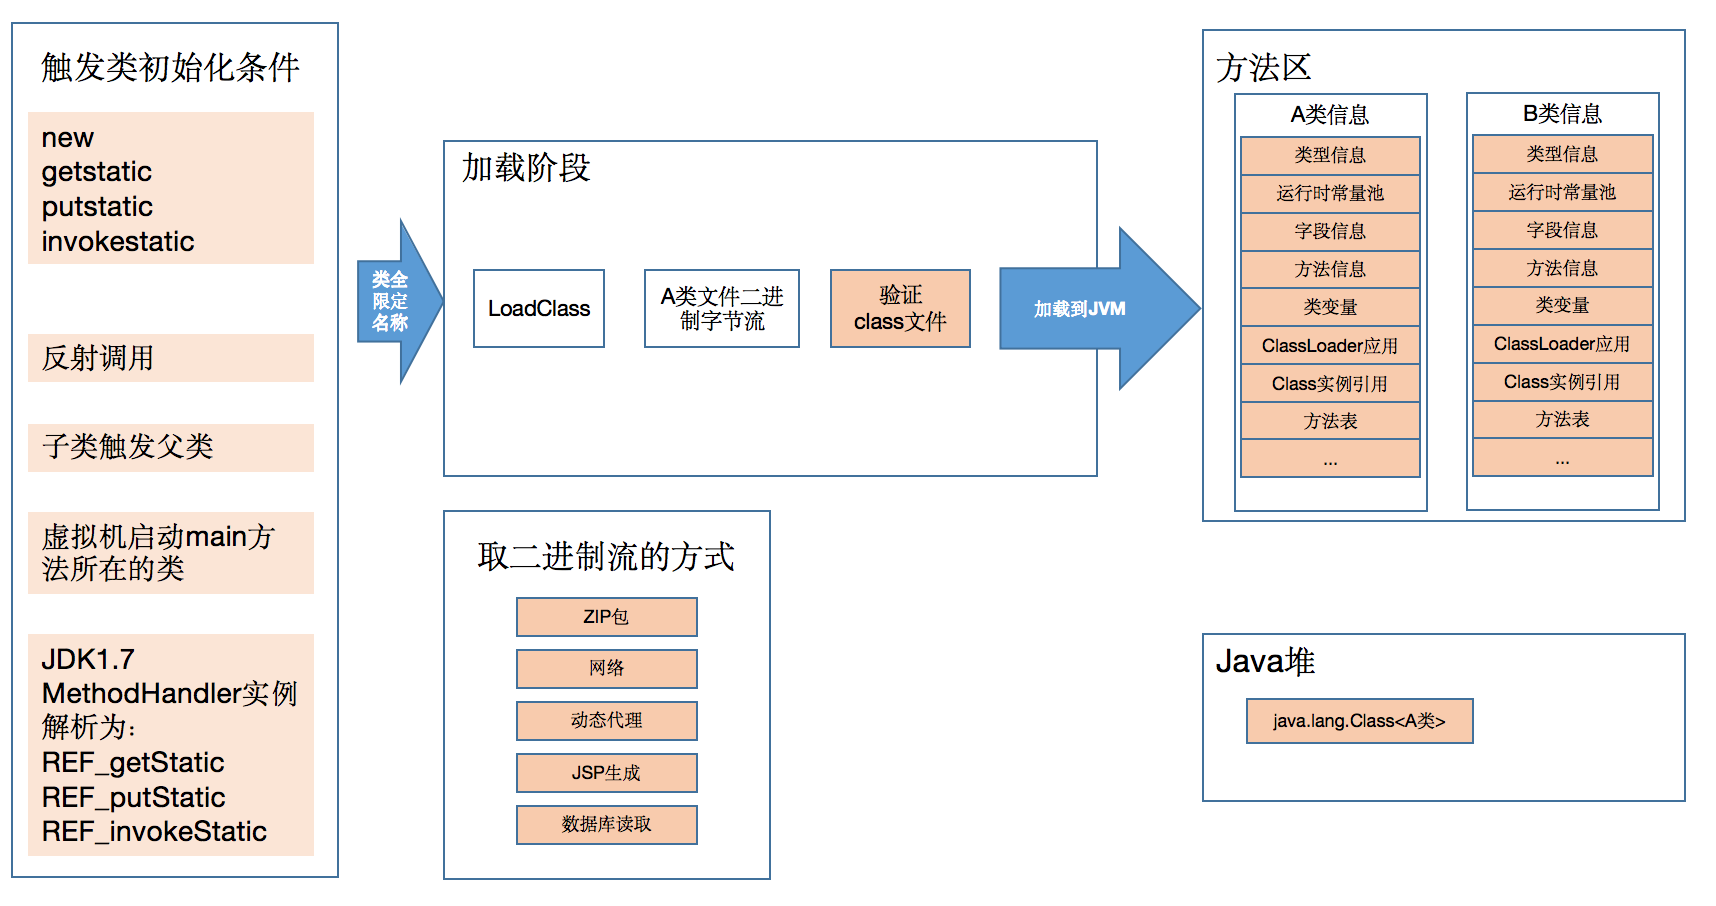 触发类初始化条件
new
getstatic
putstatic
invokestatic
反射调用
子类触发父类
虚拟机启动main方
法所在的类
JDK1.7
MethodHandler实例
解析为：
REF_getStatic
REF_putStatic
REF_invokeStatic
类全
限定
名称
加载阶段
LoadClass
A类文件二进
制字节流
验证
class文件
加载到JVM
取二进制流的方式
ZIP包
网络
动态代理
JSP生成
数据库读取
方法区
A类信息
类型信息
运行时常量池
字段信息
方法信息
类变量
ClassLoader应用
Class实例引用
方法表
...
B类信息
类型信息
运行时常量池
字段信息
方法信息
类变量
ClassLoader应用
Class实例引用
方法表
...
Java堆
java.lang.Class<A类>